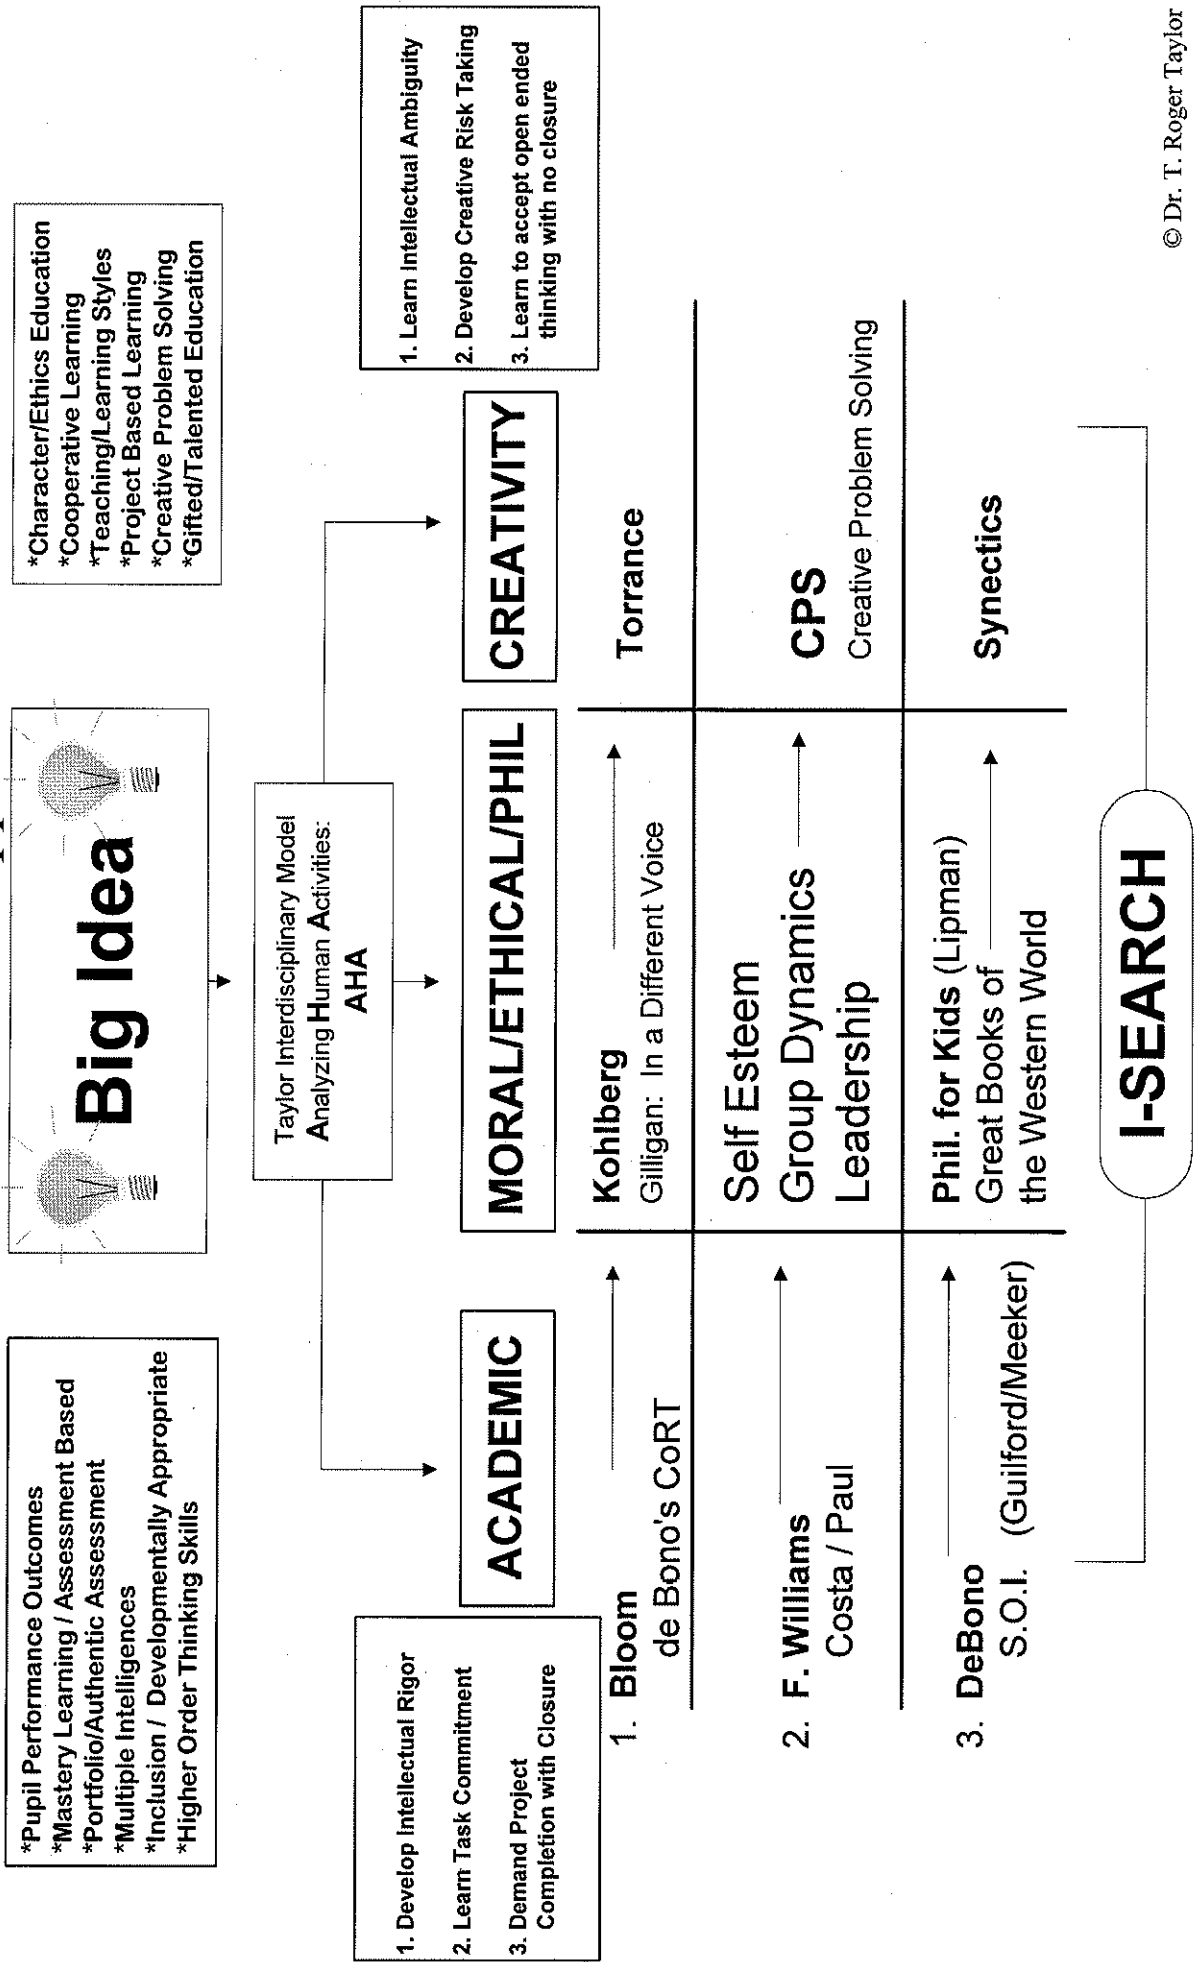 *Pupil Performance Outcomes
*Mastery Learning / Assessment Based
*Portfolio/Authentic Assessment
*Multiple Intelligences
*Inclusion / Developmentally Appropriate
*Higher Order Thinking Skills
Big Idea
*Character/Ethics Education
*Cooperative Learning
*Teaching/Learning Styles
*Project Based Learning
*Creative Problem Solving
*Gifted/Talented Education
Taylor Interdisciplinary Model
Analyzing Human Activities:
AHA
1. Develop Intellectual Rigor
2. Learn Task Commitment
3. Demand Project
Completion with Closure
ACADEMIC
MORAL/ETHICAL/PHIL
CREATIVITY
1. Learn Intellectual Ambiguity
2. Develop Creative Risk Taking
3. Learn to accept open ended
thinking with no closure
1. Bloom
de Bono's CoRT
Kohlberg
Gilligan: In a Different Voice
Torrance
2. F. Williams
Costa / Paul
Self Esteem
Group Dynamics
Leadership
CPS
Creative Problem Solving
3. DeBono
S.O.I. (Guilford/Meeker)
Phil. for Kids (Lipman)
Great Books of
the Western World
Synectics
I-SEARCH
© Dr. T. Roger Taylor